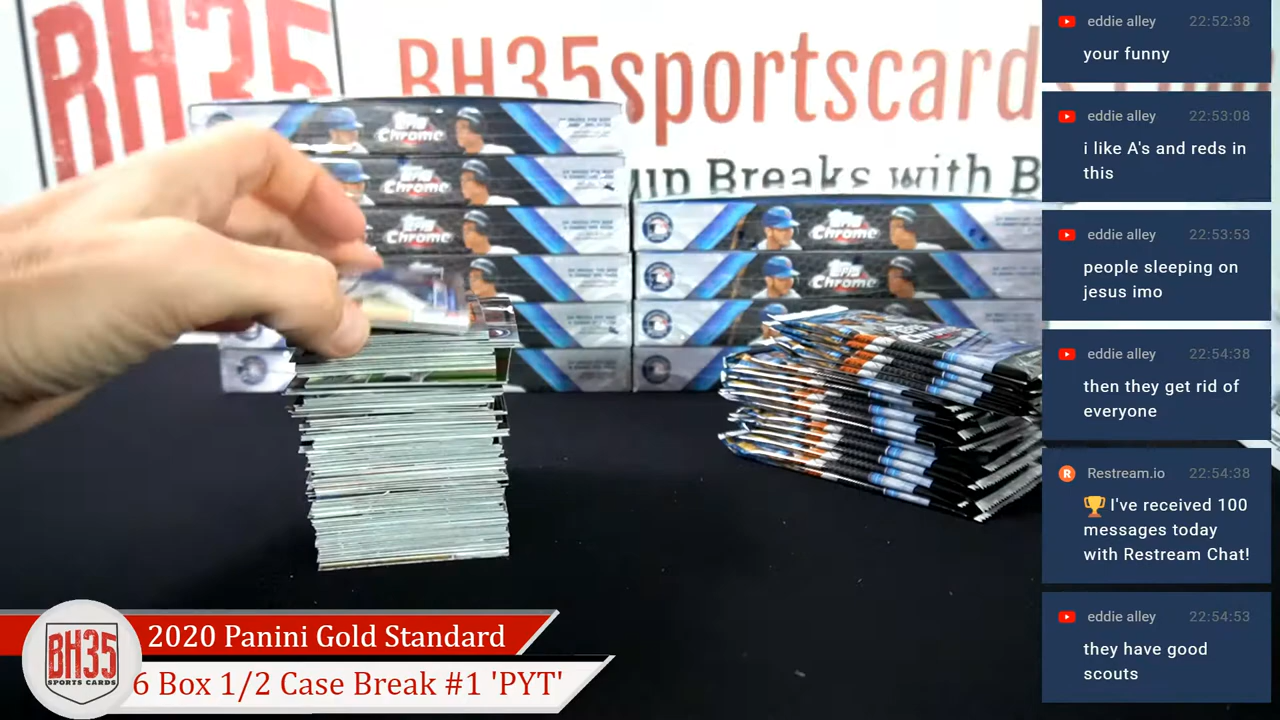 BH35
BH35sportscard
up Breaks with B
Topps
Chrome
Topps
Chrome
Topps
Chrome
Topps
Chrome
Topps
Chrome
eddie alley 22:52:38
your funny
eddie alley 22:53:08
i like A's and reds in
this
eddie alley 22:53:53
people sleeping on
jesus imo
eddie alley 22:54:38
then they get rid of
everyone
R Restream.io 22:54:38
🏆 I've received 100
messages today
with Restream Chat!
eddie alley 22:54:53
they have good
scouts
BH35
SPORTS CARDS
2020 Panini Gold Standard
6 Box 1/2 Case Break #1 'PYT'